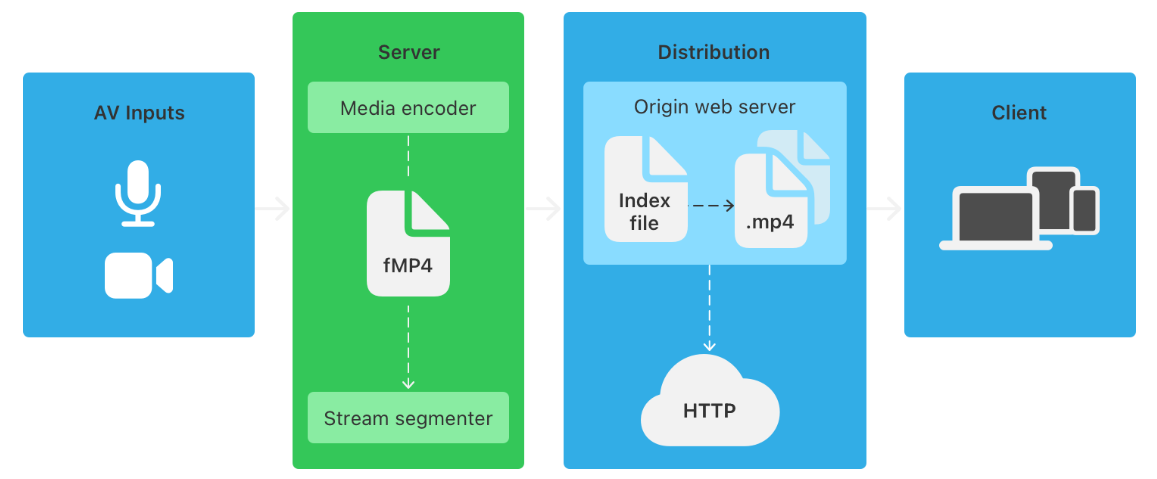 AV Inputs
Server
Media encoder
fMP4
Stream segmenter
Distribution
Origin web server
Index
file
.mp4
HTTP
Client